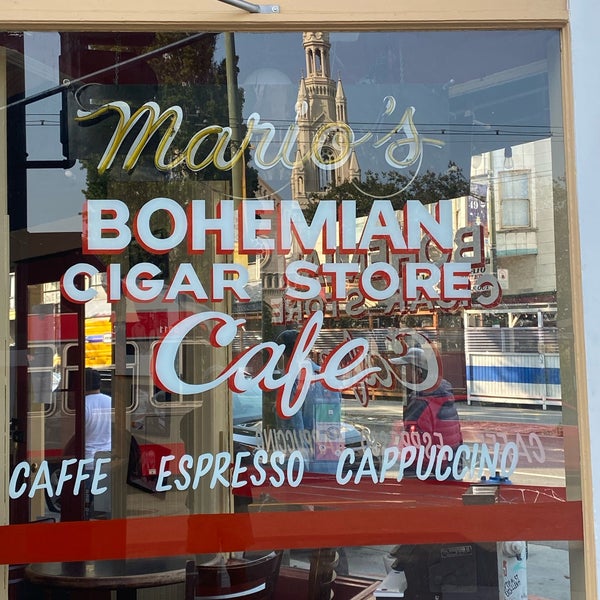 Mario's
BOHEMIAN
CIGAR STORE
Cafe
CAFFE ESPRESSO CAPPUCCINO